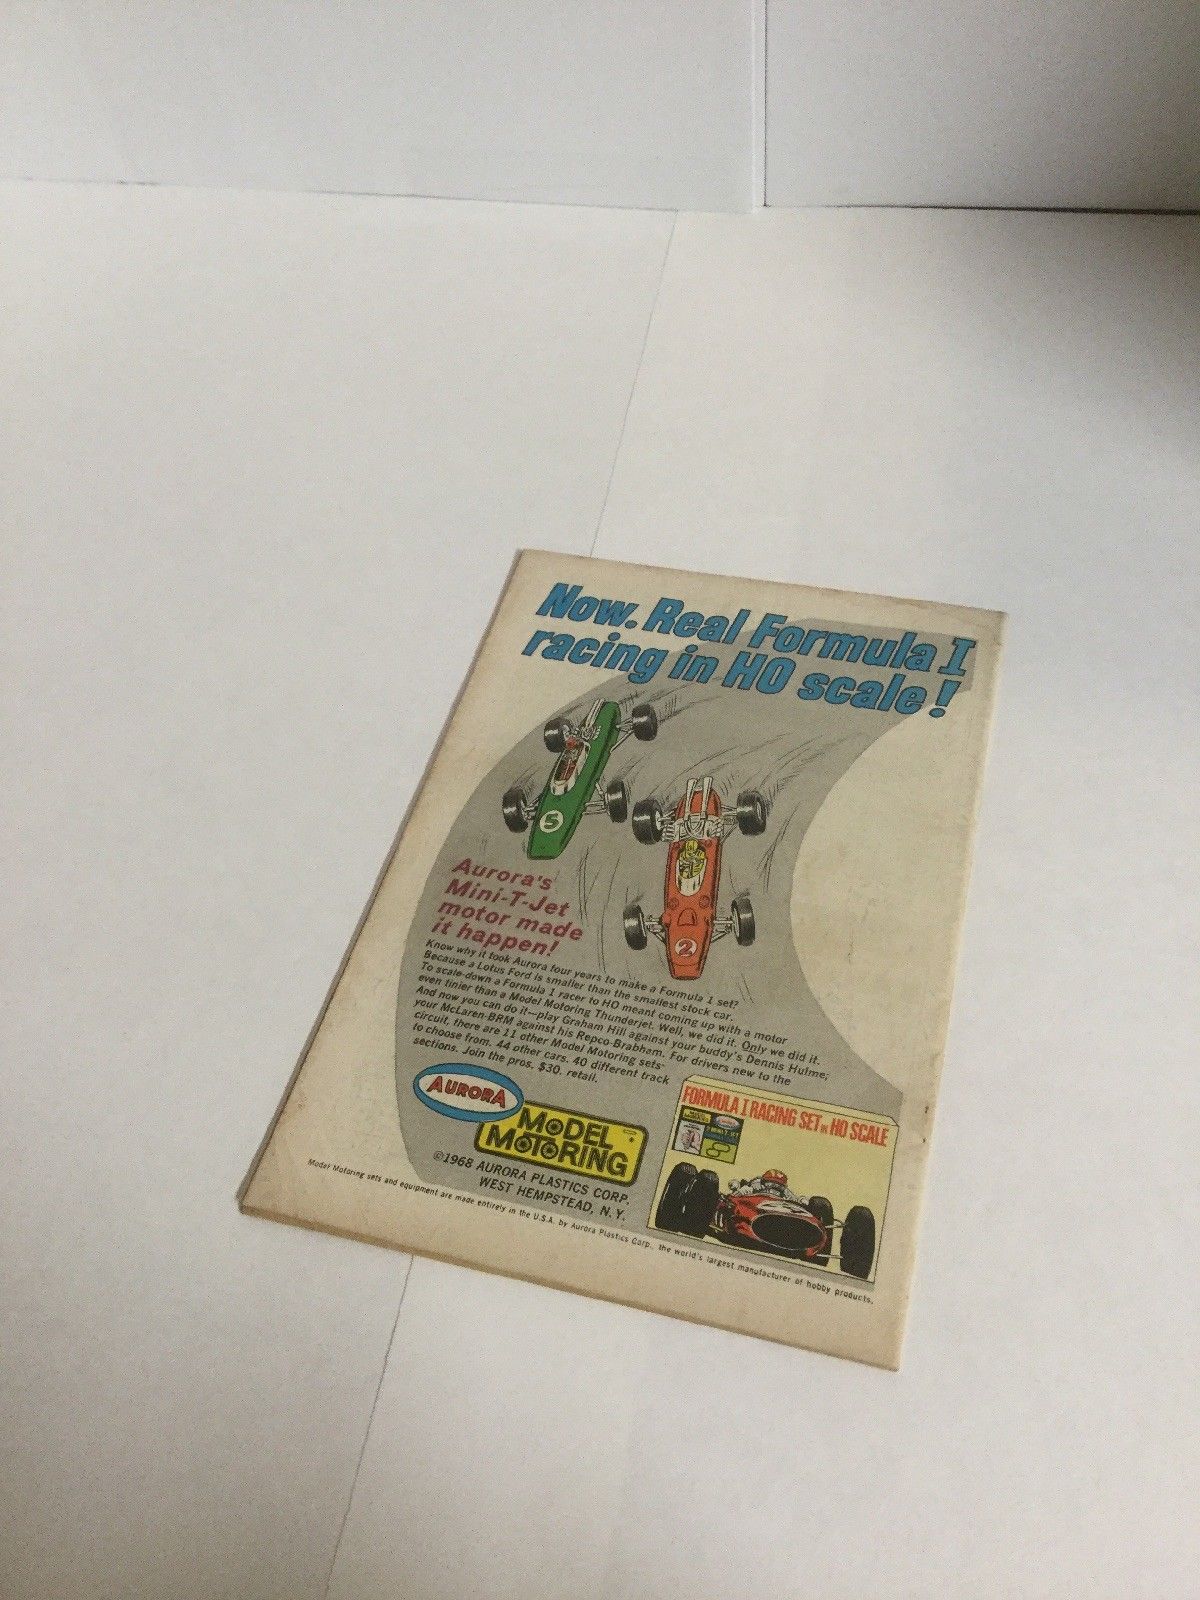 Now. Real Formula I
racing in HO scale!
5
2
Aurora's
Mini-T-Jet
motor made
it happen!
Know why it took Aurora four years to make a Formula 1 set?
Because a Lotus Ford is smaller than the smallest stock car.
To scale-down a Formula 1 racer to HO meant coming up with a motor
even tinier than a Model Motoring Thunderjet. Well, we did it. Only we did it.
And now you can do it—play Graham Hill against your buddy's Dennis Hulme;
your McLaren-BRM against his Repco-Brabham. For drivers new to the
circuit, there are 11 other Model Motoring sets
to choose from. 44 other cars. 40 different track
sections. Join the pros. $30. retail.
AURORA
MODEL
MOTORING
©1968 AURORA PLASTICS CORP.
WEST HEMPSTEAD, N.Y.
FORMULA I RACING SET IN HO SCALE
Model Motoring sets and equipment are made entirely in the U.S.A. by Aurora Plastics Corp., the world's largest manufacturer of hobby products.